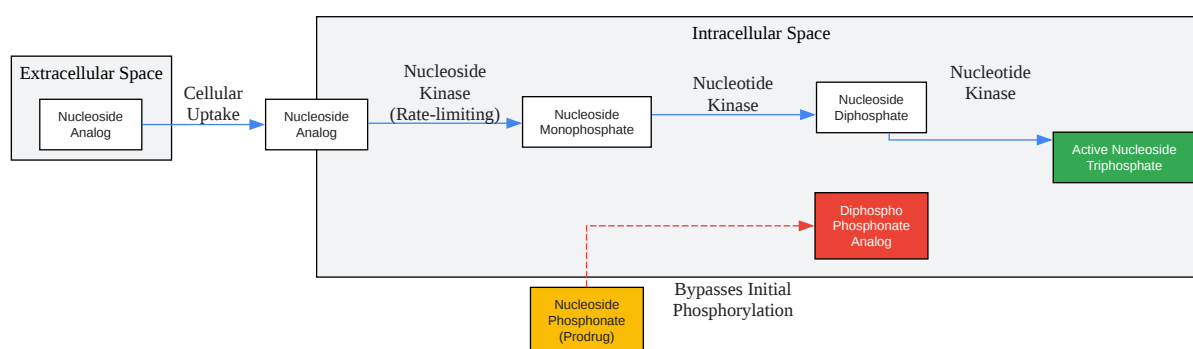 Intracellular Space
Extracellular Space
Nucleoside
Analog
Cellular
Uptake
Nucleoside
Analog
Nucleoside
Kinase
(Rate-limiting)
Nucleoside
Monophosphate
Nucleotide
Kinase
Nucleoside
Diphosphate
Nucleotide
Kinase
Active Nucleoside
Triphosphate
Diphospho
Phosphonate
Analog
Bypasses Initial
Phosphorylation
Nucleoside
Phosphonate
(Prodrug)